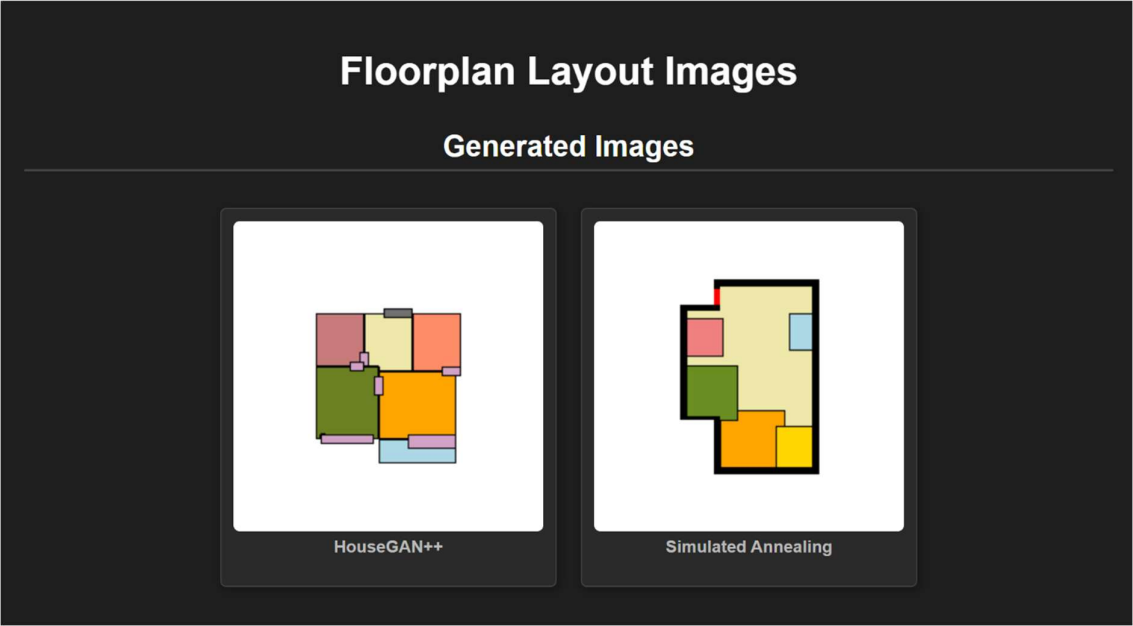 Floorplan Layout Images
Generated Images
HouseGAN++
Simulated Annealing